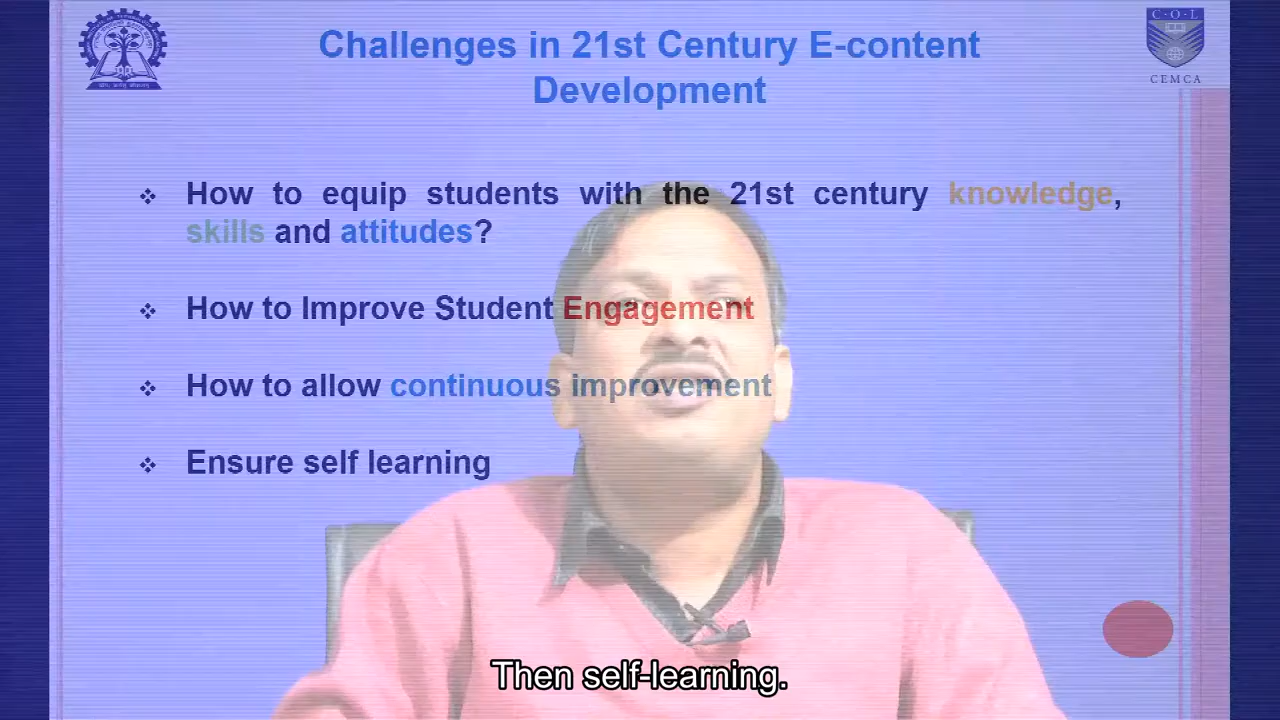 C-O-L
CEMCA
Challenges in 21st Century E-content
Development
❖ How to equip students with the 21st century knowledge,
skills and attitudes?
❖ How to Improve Student Engagement
❖ How to allow continuous improvement
❖ Ensure self learning
Then self-learning.